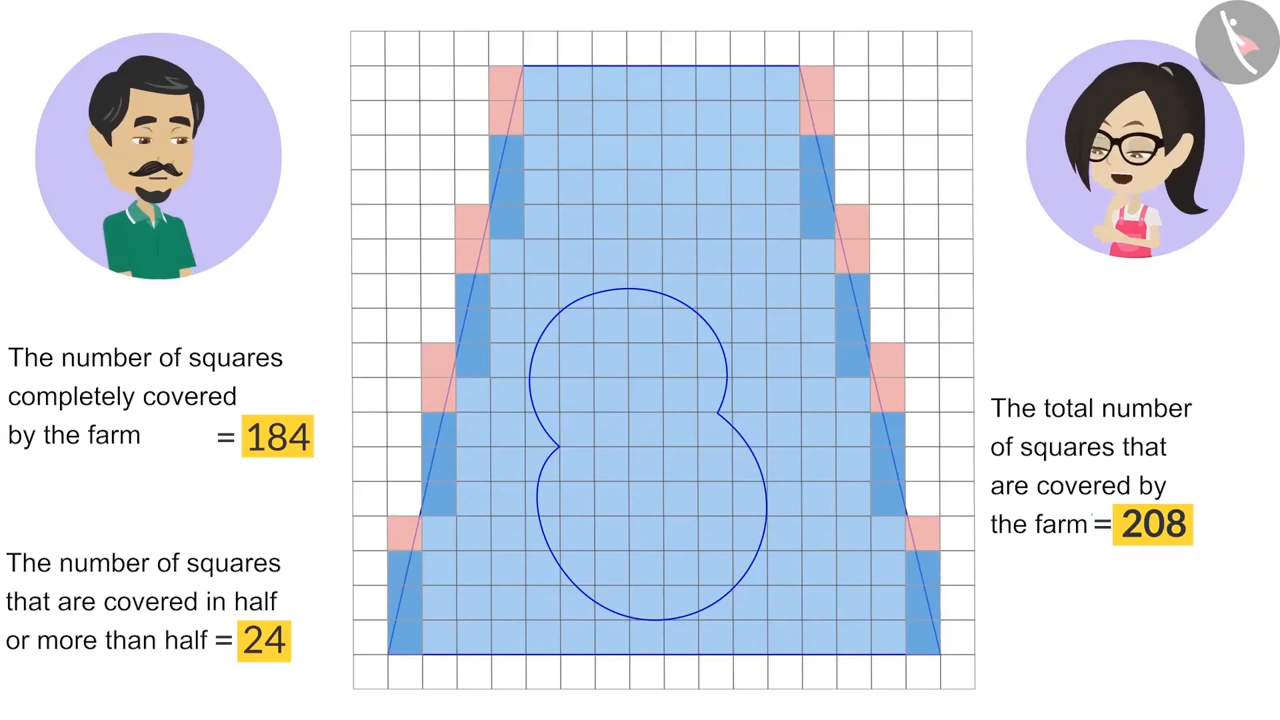 The number of squares
completely covered
by the farm = 184
The number of squares
that are covered in half
or more than half = 24
The total number
of squares that
are covered by
the farm = 208